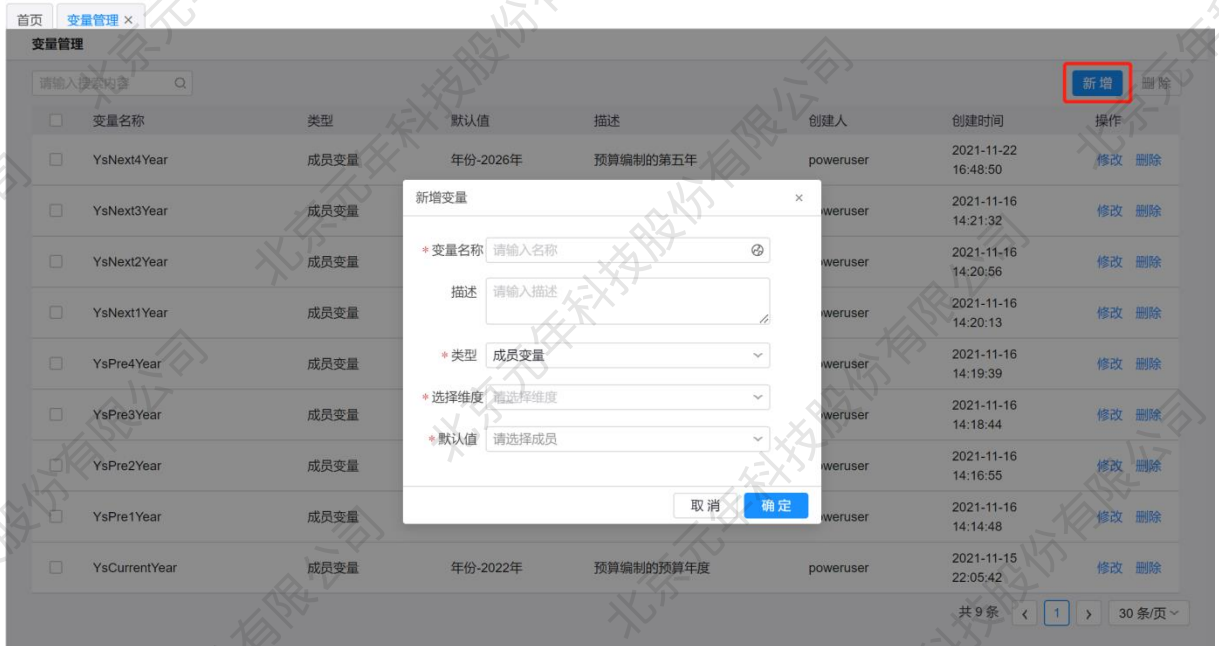 首页 变量管理 ×
变量管理
请输入搜索内容 新增 删除
变量名称 类型 默认值 描述 创建人 创建时间 操作
YsNext4Year 成员变量 年份-2026年 预算编制的第五年 poweruser 2021-11-22 16:48:50 修改 删除
新增变量 ×
YsNext3Year 成员变量 weruser 2021-11-16 14:21:32 修改 删除
* 变量名称 请输入名称
YsNext2Year 成员变量 weruser 2021-11-16 14:20:56 修改 删除
描述 请输入描述
YsNext1Year 成员变量 weruser 2021-11-16 14:20:13 修改 删除
* 类型 成员变量
YsPre4Year 成员变量 weruser 2021-11-16 14:19:39 修改 删除
* 选择维度 请选择维度
YsPre3Year 成员变量 weruser 2021-11-16 14:18:44 修改 删除
* 默认值 请选择成员
YsPre2Year 成员变量 weruser 2021-11-16 14:16:55 修改 删除
取消 确定
YsPre1Year 成员变量 weruser 2021-11-16 14:14:48 修改 删除
YsCurrentYear 成员变量 年份-2022年 预算编制的预算年度 poweruser 2021-11-15 22:05:42 修改 删除
共 9 条 < 1 > 30 条/页
北京元年科技股份有限公司